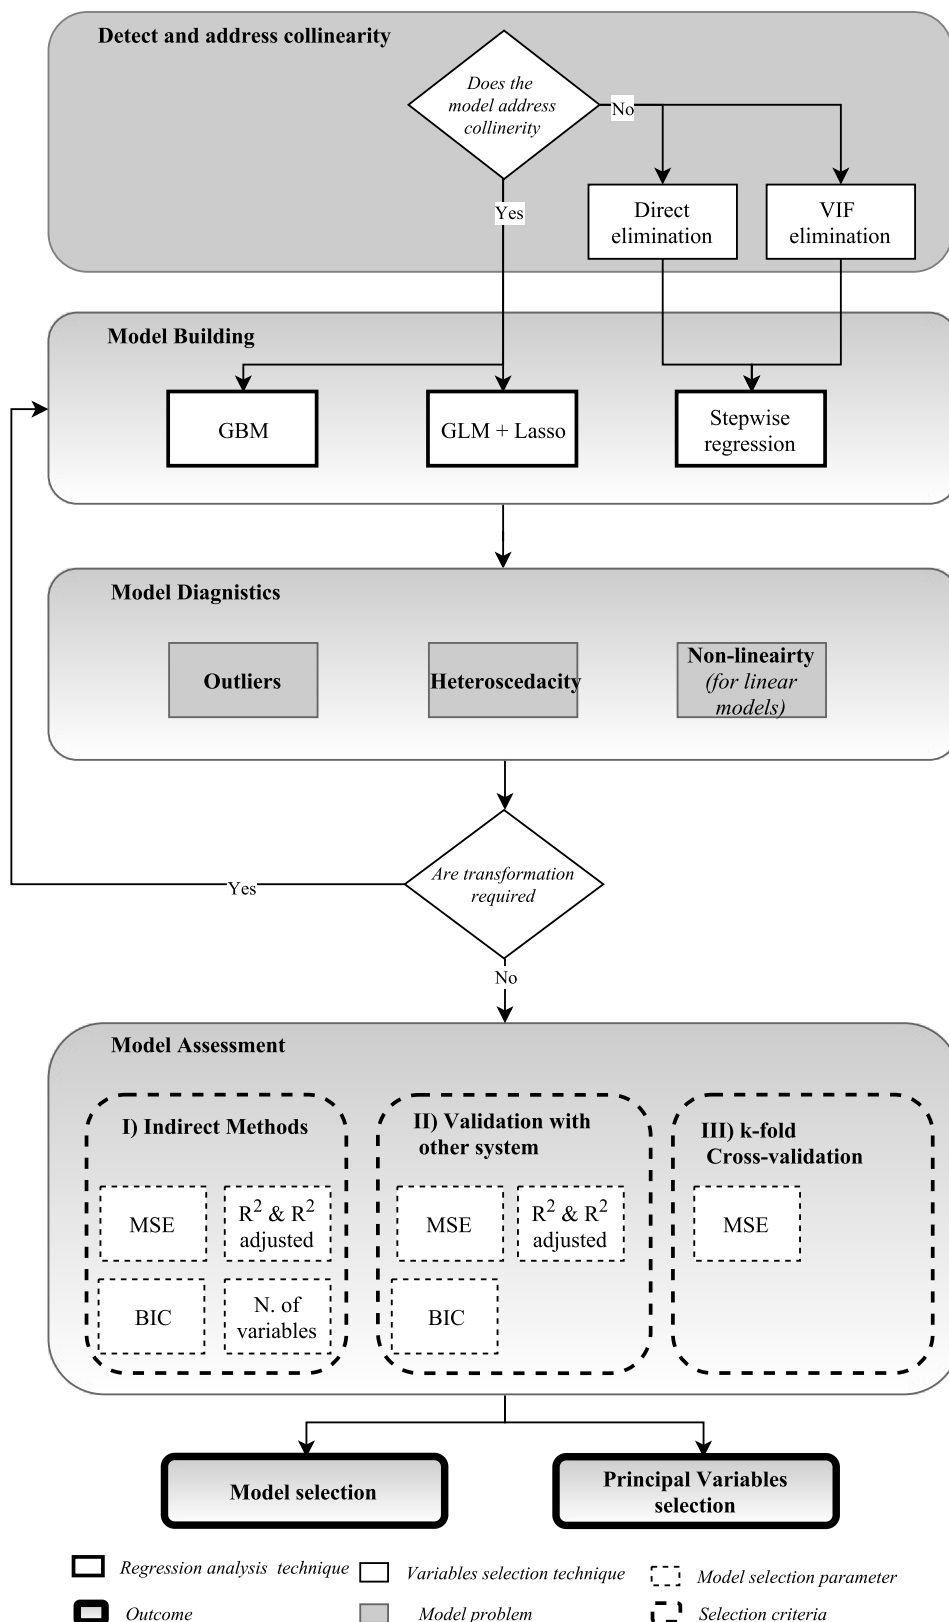 Detect and address collinearity
Does the
model address
collinerity
No
Yes
Direct
elimination
VIF
elimination
Model Building
GBM
GLM + Lasso
Stepwise
regression
Model Diagnistics
Outliers
Heteroscedacity
Non-lineairty
(for linear
models)
Are transformation
required
Yes
No
Model Assessment
I) Indirect Methods
MSE
R² & R²
adjusted
BIC
N. of
variables
II) Validation with
other system
MSE
R² & R²
adjusted
BIC
III) k-fold
Cross-validation
MSE
Model selection
Principal Variables
selection
Regression analysis technique
Variables selection technique
Model selection parameter
Outcome
Model problem
Selection criteria